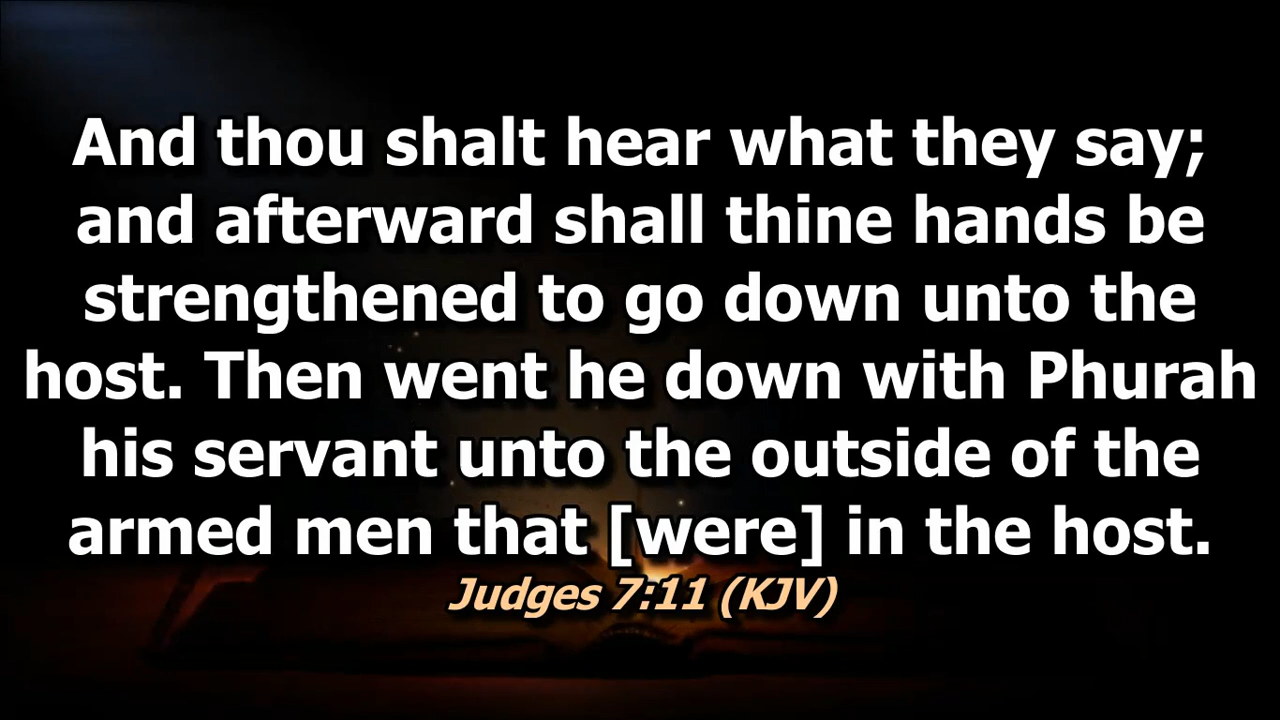 And thou shalt hear what they say;
and afterward shall thine hands be
strengthened to go down unto the
host. Then went he down with Phurah
his servant unto the outside of the
armed men that [were] in the host.
Judges 7:11 (KJV)